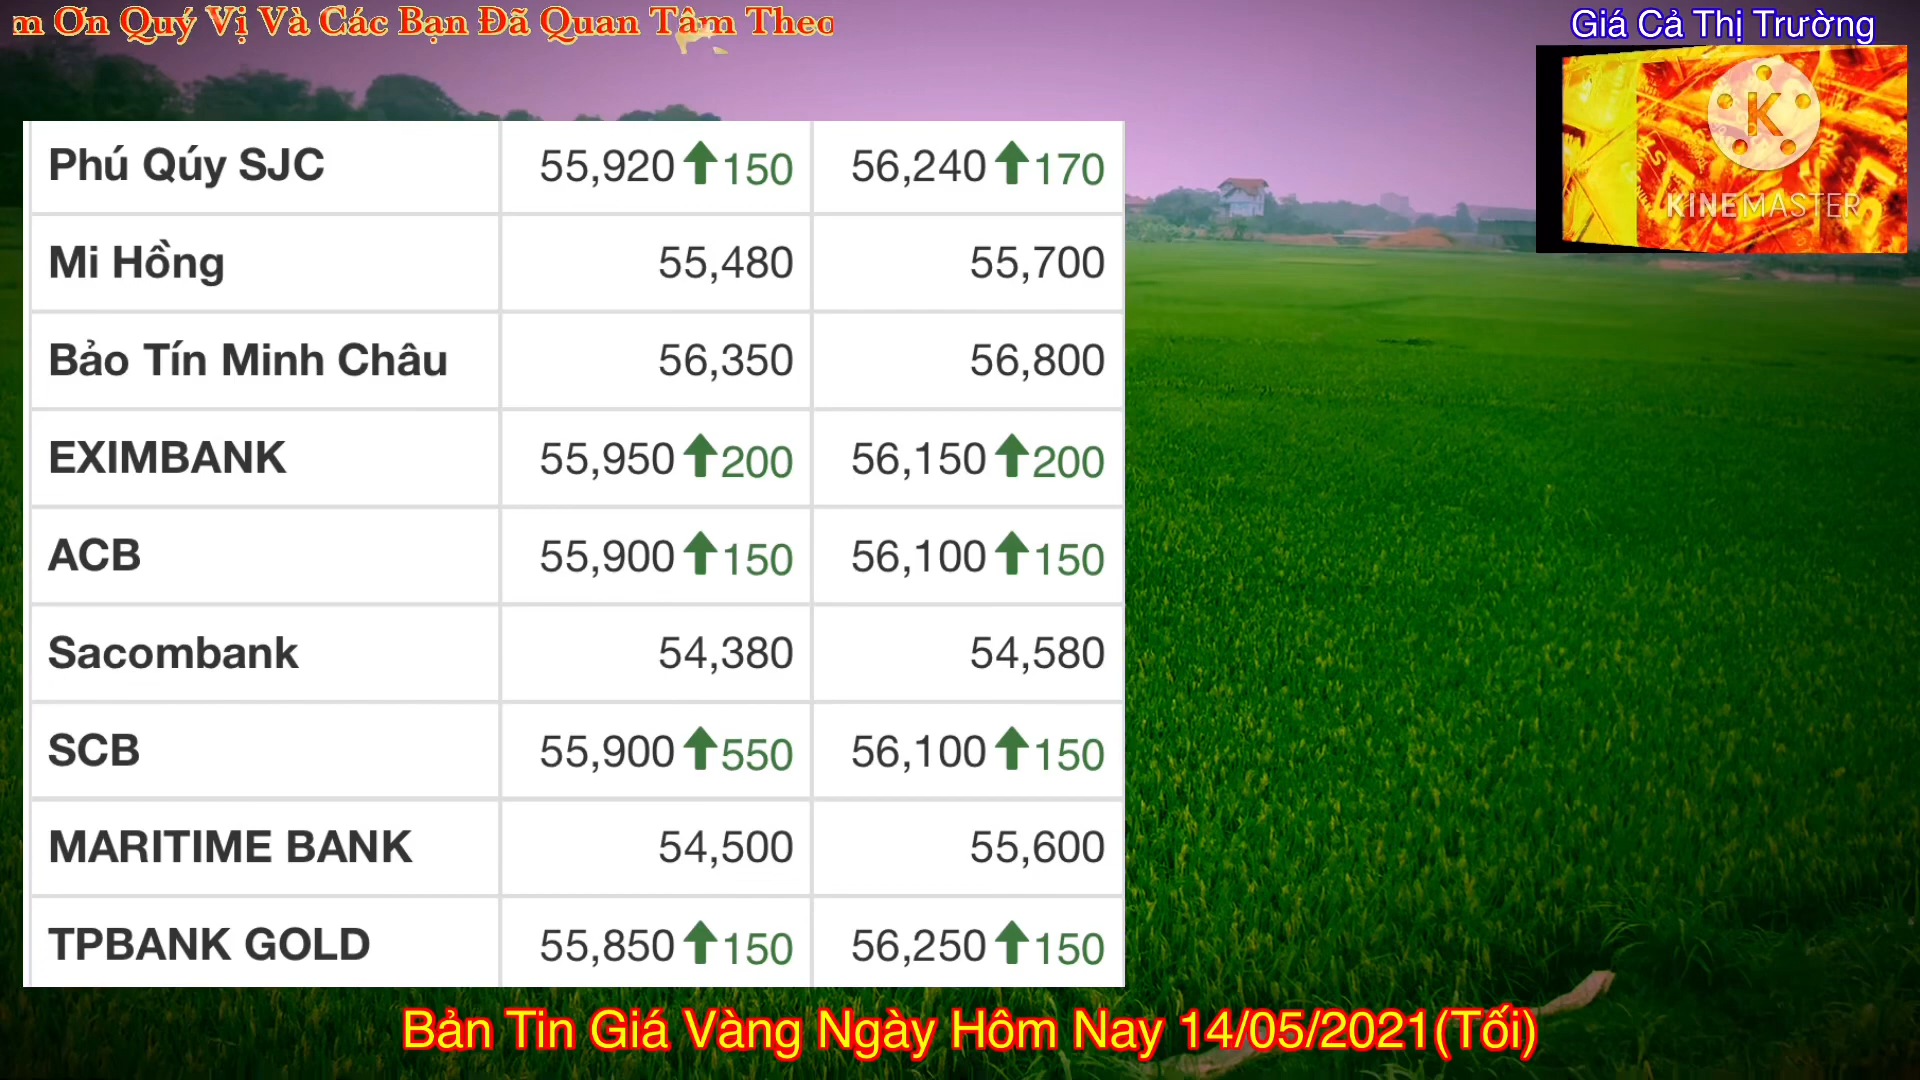 m Ơn Quý Vị Và Các Bạn Đã Quan Tâm Theo
Giá Cả Thị Trường
KINEMASTER
Phú Qúy SJC 55,920 150 56,240 170
Mi Hồng 55,480 55,700
Bảo Tín Minh Châu 56,350 56,800
EXIMBANK 55,950 200 56,150 200
ACB 55,900 150 56,100 150
Sacombank 54,380 54,580
SCB 55,900 550 56,100 150
MARITIME BANK 54,500 55,600
TPBANK GOLD 55,850 150 56,250 150
Bản Tin Giá Vàng Ngày Hôm Nay 14/05/2021(Tối)